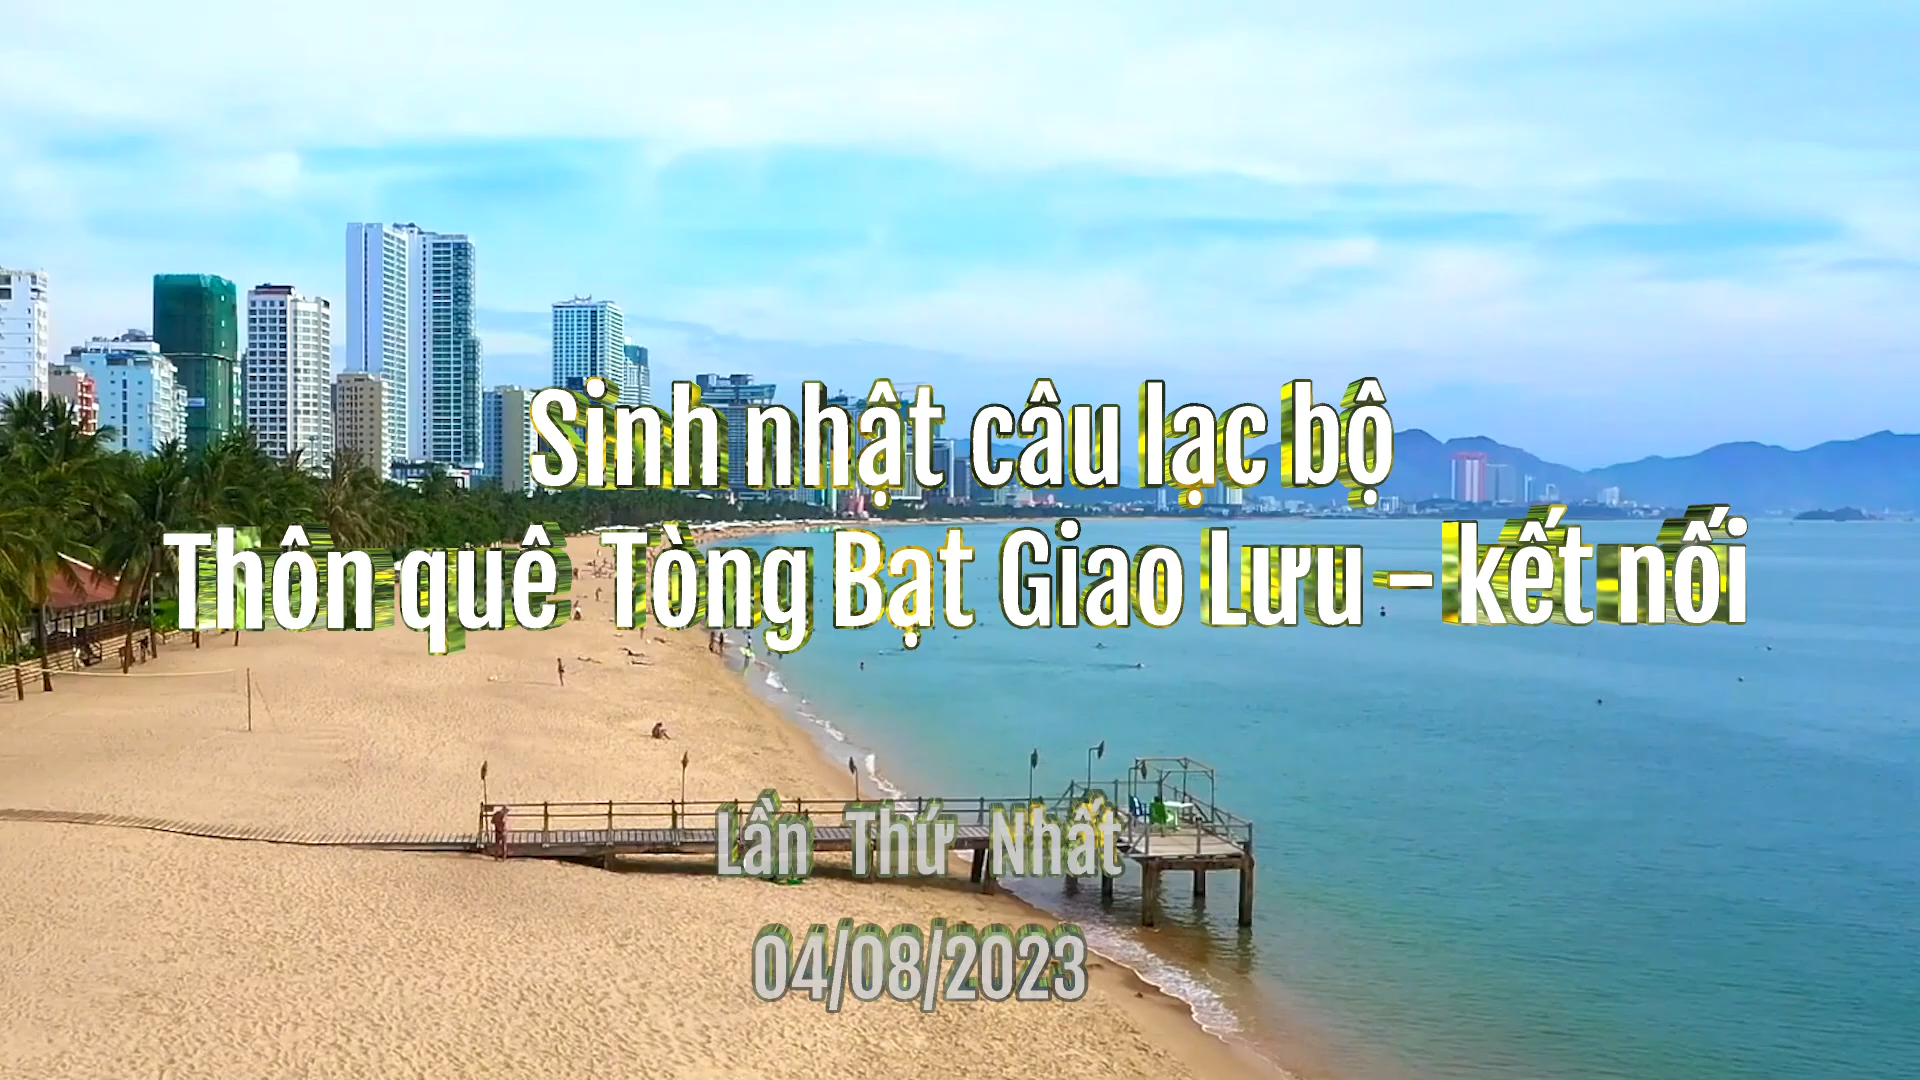 Sinh nhật câu lạc bộ
Thôn quê Tòng Bạt Giao Lưu – kết nối
Lần Thứ Nhất
04/08/2023